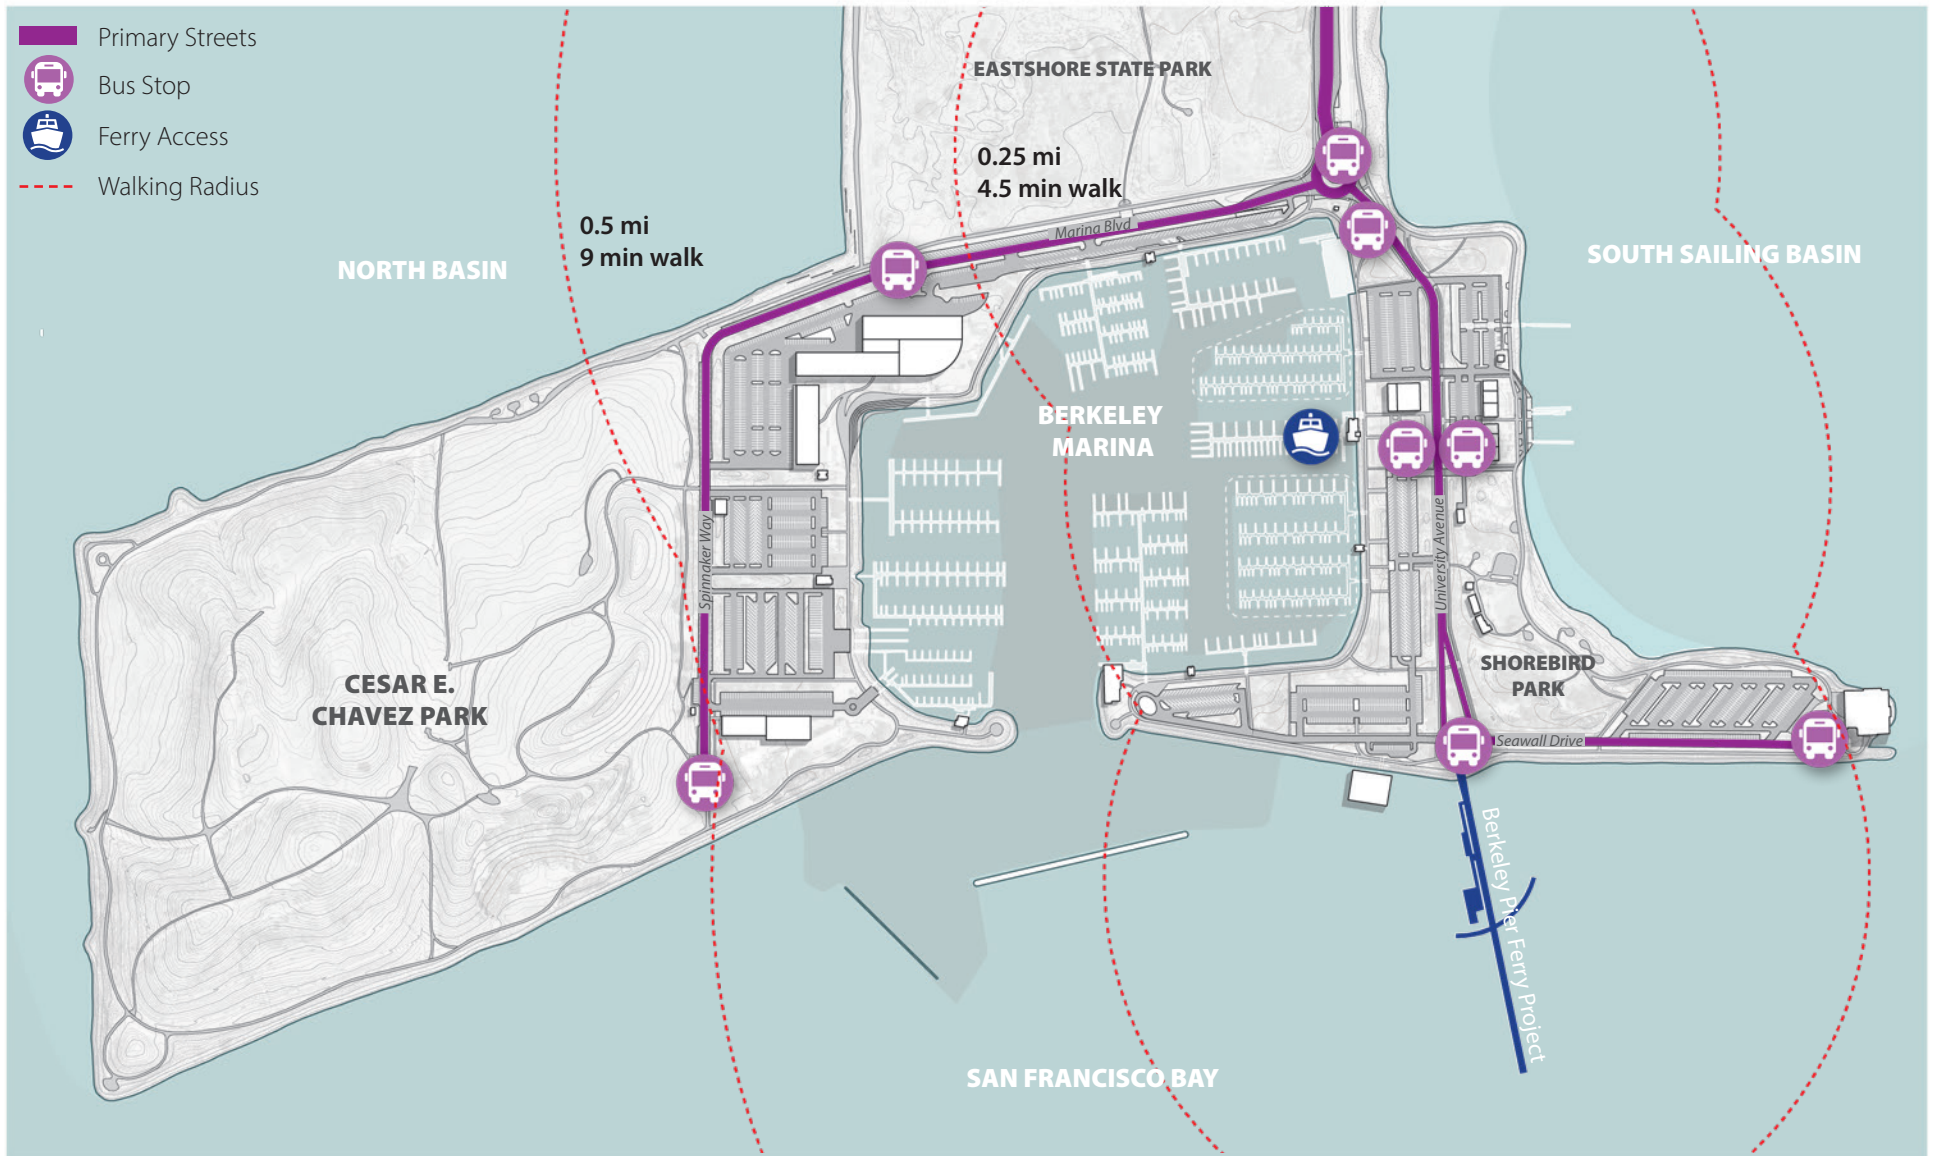 Primary Streets
Bus Stop
Ferry Access
Walking Radius
EASTSHORE STATE PARK
0.25 mi
4.5 min walk
0.5 mi
9 min walk
Marina Blvd
NORTH BASIN
SOUTH SAILING BASIN
BERKELEY
MARINA
Spinnaker Way
University Avenue
CESAR E.
CHAVEZ PARK
SHOREBIRD
PARK
Seawall Drive
Berkeley Pier Ferry Project
SAN FRANCISCO BAY